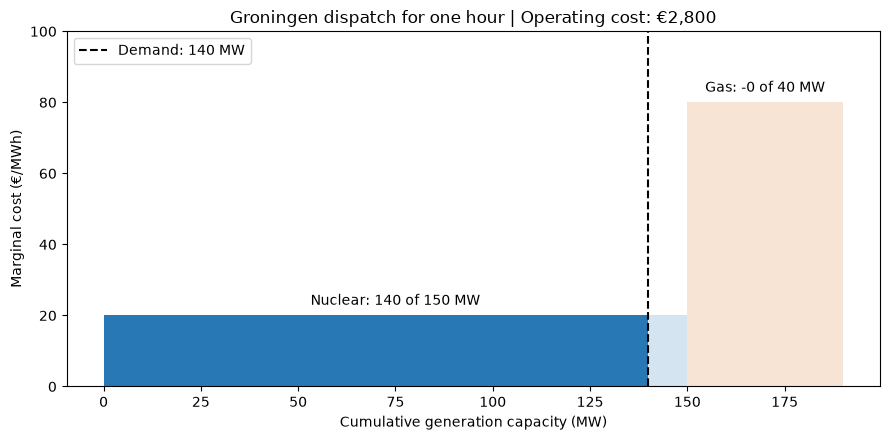 Groningen dispatch for one hour | Operating cost: €2,800
Demand: 140 MW
Gas: -0 of 40 MW
Nuclear: 140 of 150 MW
Marginal cost (€/MWh)
100
80
60
40
20
0
0 25 50 75 100 125 150 175
Cumulative generation capacity (MW)